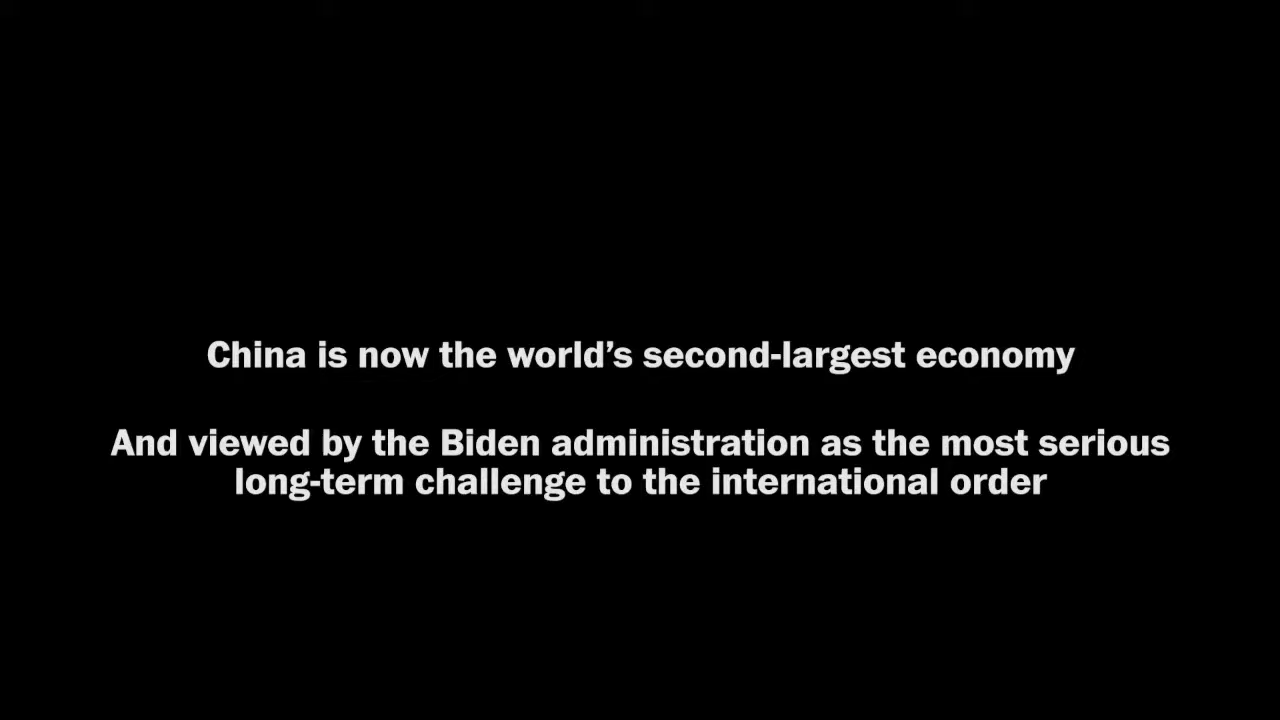 China is now the world’s second-largest economy
And viewed by the Biden administration as the most serious
long-term challenge to the international order